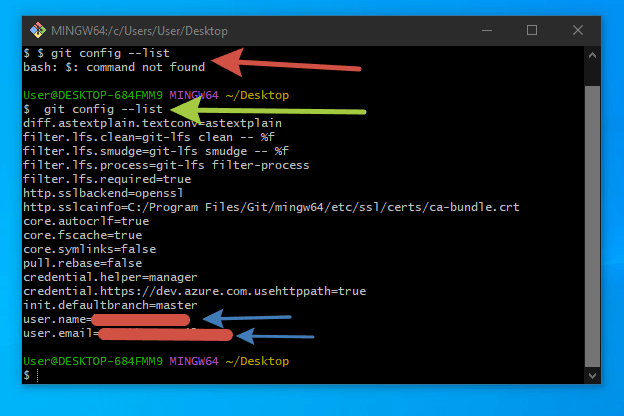 MINGW64:/c/Users/User/Desktop
$ $ git config --list
bash: $: command not found
User@DESKTOP-684FMM9 MINGW64 ~/Desktop
$  git config --list
diff.astextplain.textconv=astextplain
filter.lfs.clean=git-lfs clean -- %f
filter.lfs.smudge=git-lfs smudge -- %f
filter.lfs.process=git-lfs filter-process
filter.lfs.required=true
http.sslbackend=openssl
http.sslcainfo=C:/Program Files/Git/mingw64/etc/ssl/certs/ca-bundle.crt
core.autocrlf=true
core.fscache=true
core.symlinks=false
pull.rebase=false
credential.helper=manager
credential.https://dev.azure.com.usehttppath=true
init.defaultbranch=master
user.name=
user.email=
User@DESKTOP-684FMM9 MINGW64 ~/Desktop
$